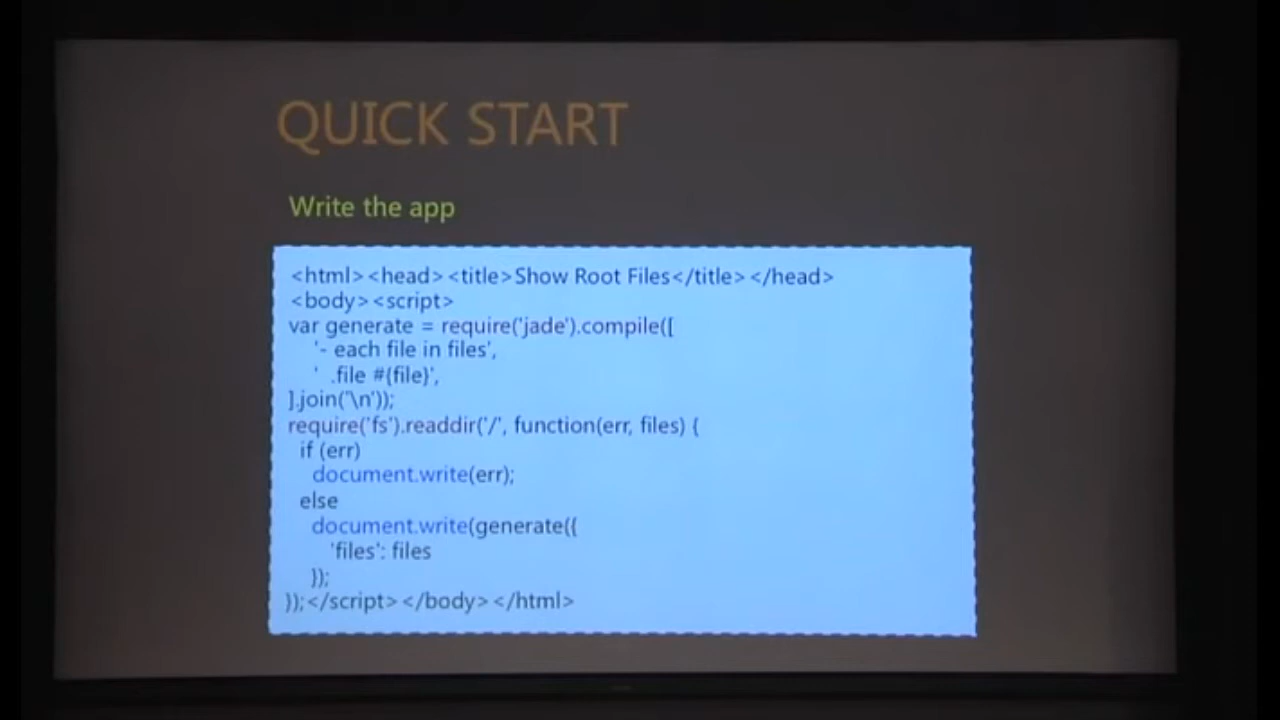 QUICK START
Write the app
<html><head><title>Show Root Files</title></head>
<body><script>
var generate = require('jade').compile([
'- each file in files',
' .file #{file}',
].join('\n'));
require('fs').readdir('/', function(err, files) {
if (err)
document.write(err);
else
document.write(generate({
'files': files
});
});</script></body></html>